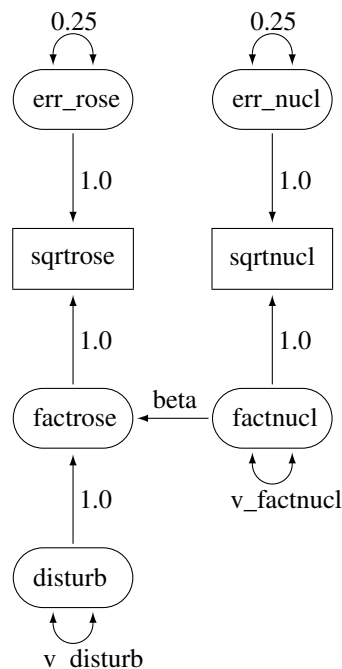 0.25
0.25
err_rose
err_nucl
1.0
1.0
sqrtrose
sqrtnucl
1.0
1.0
beta
factrose
factnucl
v_factnucl
1.0
disturb
v_disturb